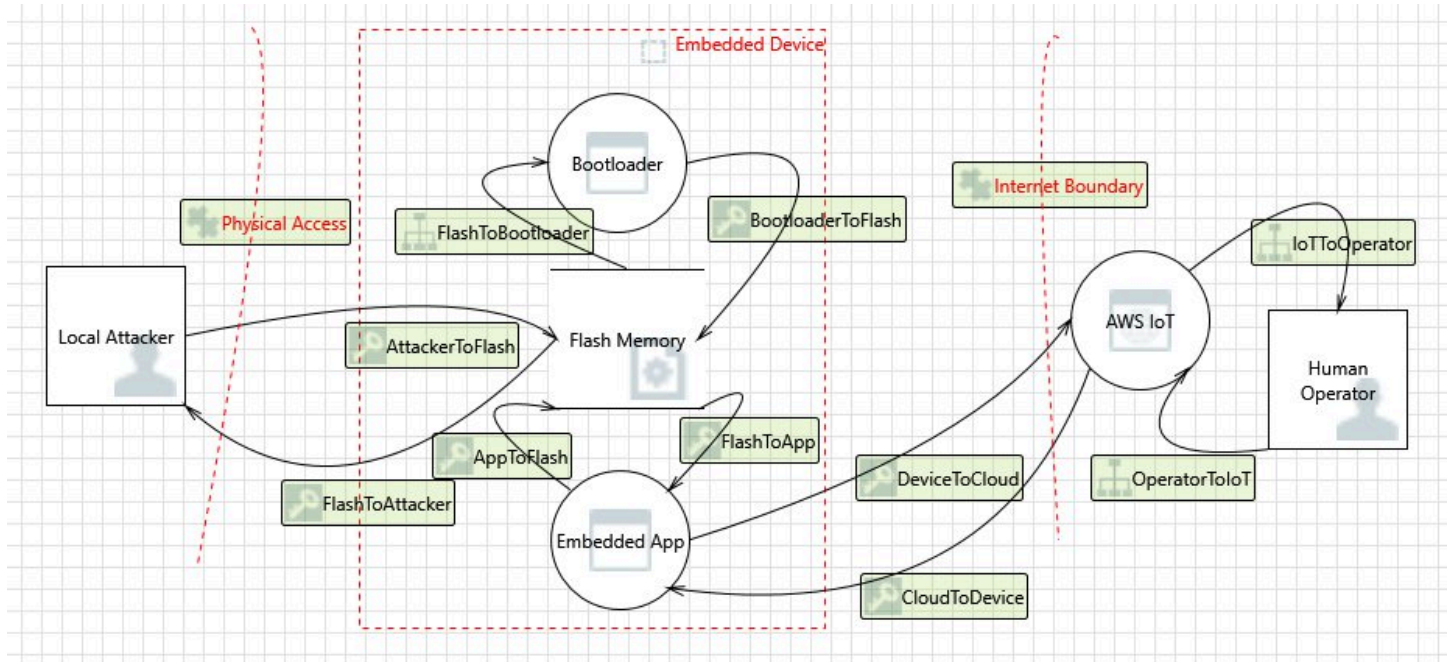 Embedded Device
Bootloader
Physical Access
FlashToBootloader
BootloaderToFlash
Internet Boundary
IoTToOperator
Local Attacker
AttackerToFlash
Flash Memory
AWS IoT
Human
Operator
AppToFlash
FlashToApp
FlashToAttacker
DeviceToCloud
OperatorToIoT
Embedded App
CloudToDevice